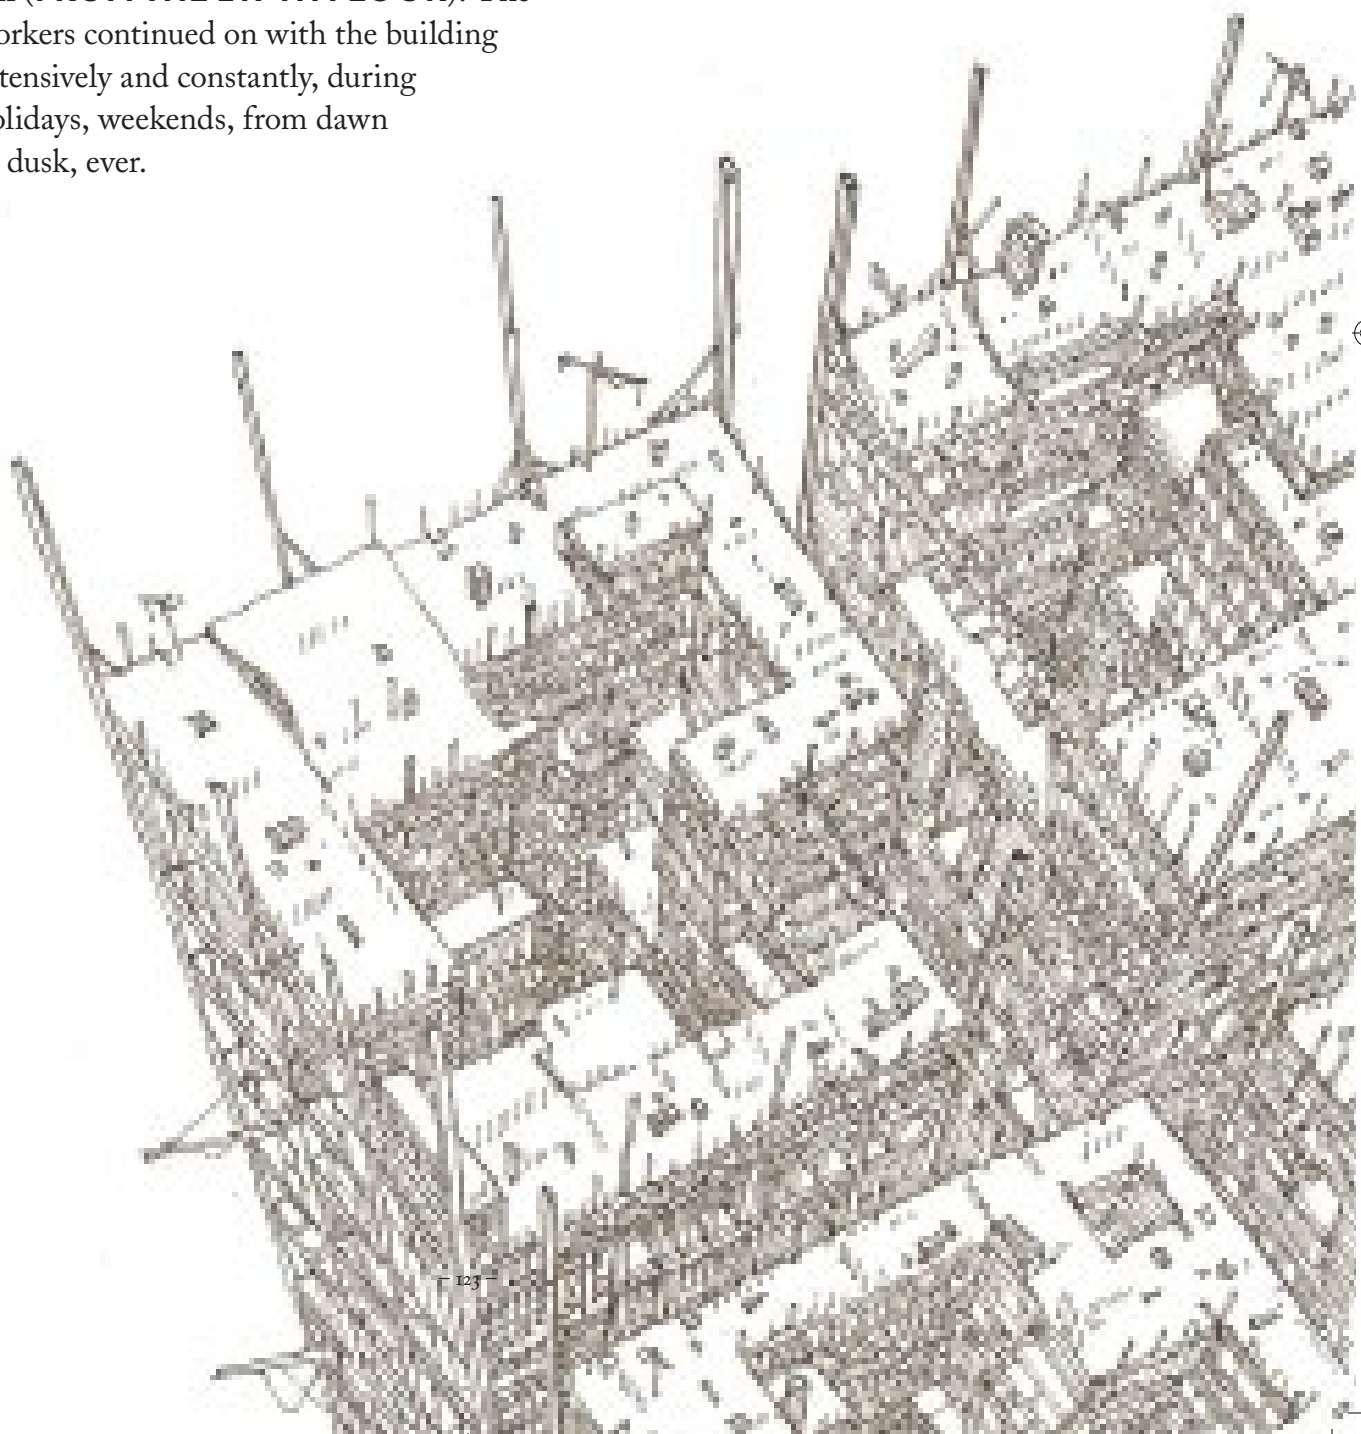 orkers continued on with the building
tensively and constantly, during
olidays, weekends, from dawn
dusk, ever.
– 123 –